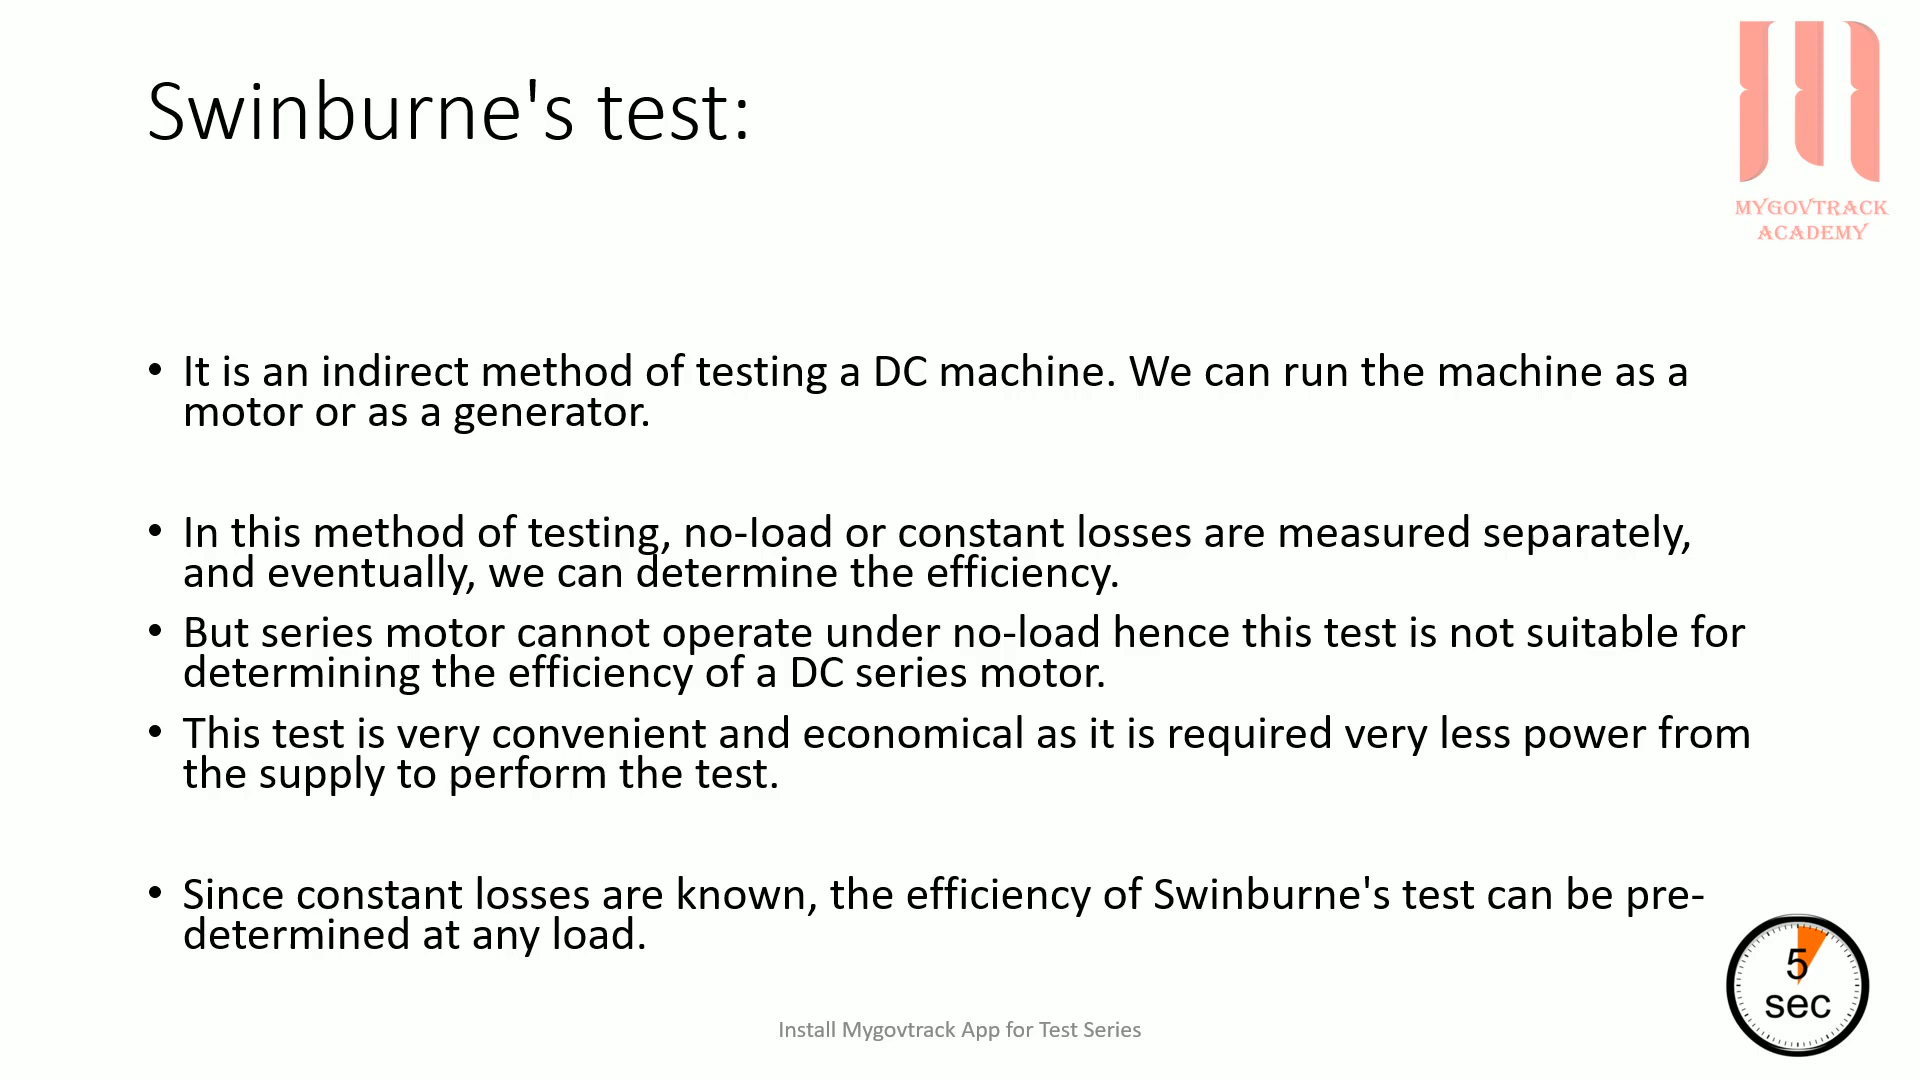 Swinburne's test:
MYGOVTRACK
ACADEMY
• It is an indirect method of testing a DC machine. We can run the machine as a
motor or as a generator.
• In this method of testing, no-load or constant losses are measured separately,
and eventually, we can determine the efficiency.
• But series motor cannot operate under no-load hence this test is not suitable for
determining the efficiency of a DC series motor.
• This test is very convenient and economical as it is required very less power from
the supply to perform the test.
• Since constant losses are known, the efficiency of Swinburne's test can be pre-
determined at any load.
5
sec
Install Mygovtrack App for Test Series